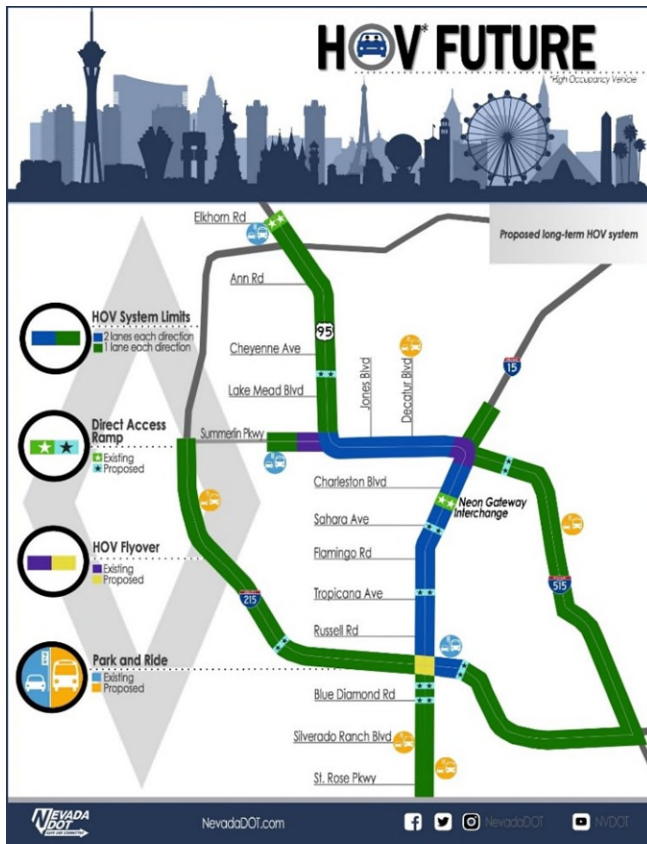 HOV* FUTURE
*High Occupancy Vehicle
Proposed long-term HOV system
Elkhorn Rd
Ann Rd
HOV System Limits
2 lanes each direction
1 lane each direction
95
Cheyenne Ave
Lake Mead Blvd
Jones Blvd
Decatur Blvd
15
Direct Access
Ramp
Existing
Proposed
Summerlin Pkwy
Charleston Blvd
Neon Gateway
Interchange
Sahara Ave
HOV Flyover
Existing
Proposed
Flamingo Rd
Tropicana Ave
215
515
Russell Rd
Park and Ride
Existing
Proposed
Blue Diamond Rd
Silverado Ranch Blvd
St. Rose Pkwy
NEVADA
DOT
SAFE AND CONNECTED
NevadaDOT.com
NevadaDOT
NVDOT